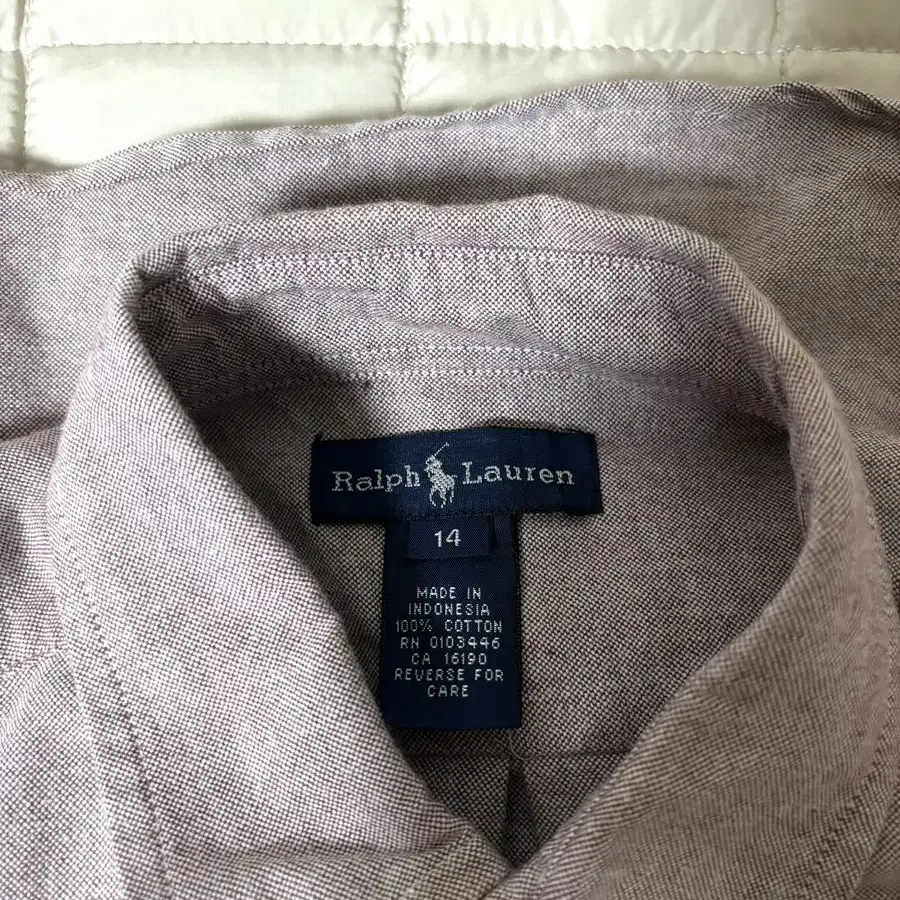 Ralph Lauren
14
MADE IN
INDONESIA
100% COTTON
RN 0103446
CA 16190
REVERSE FOR
CARE